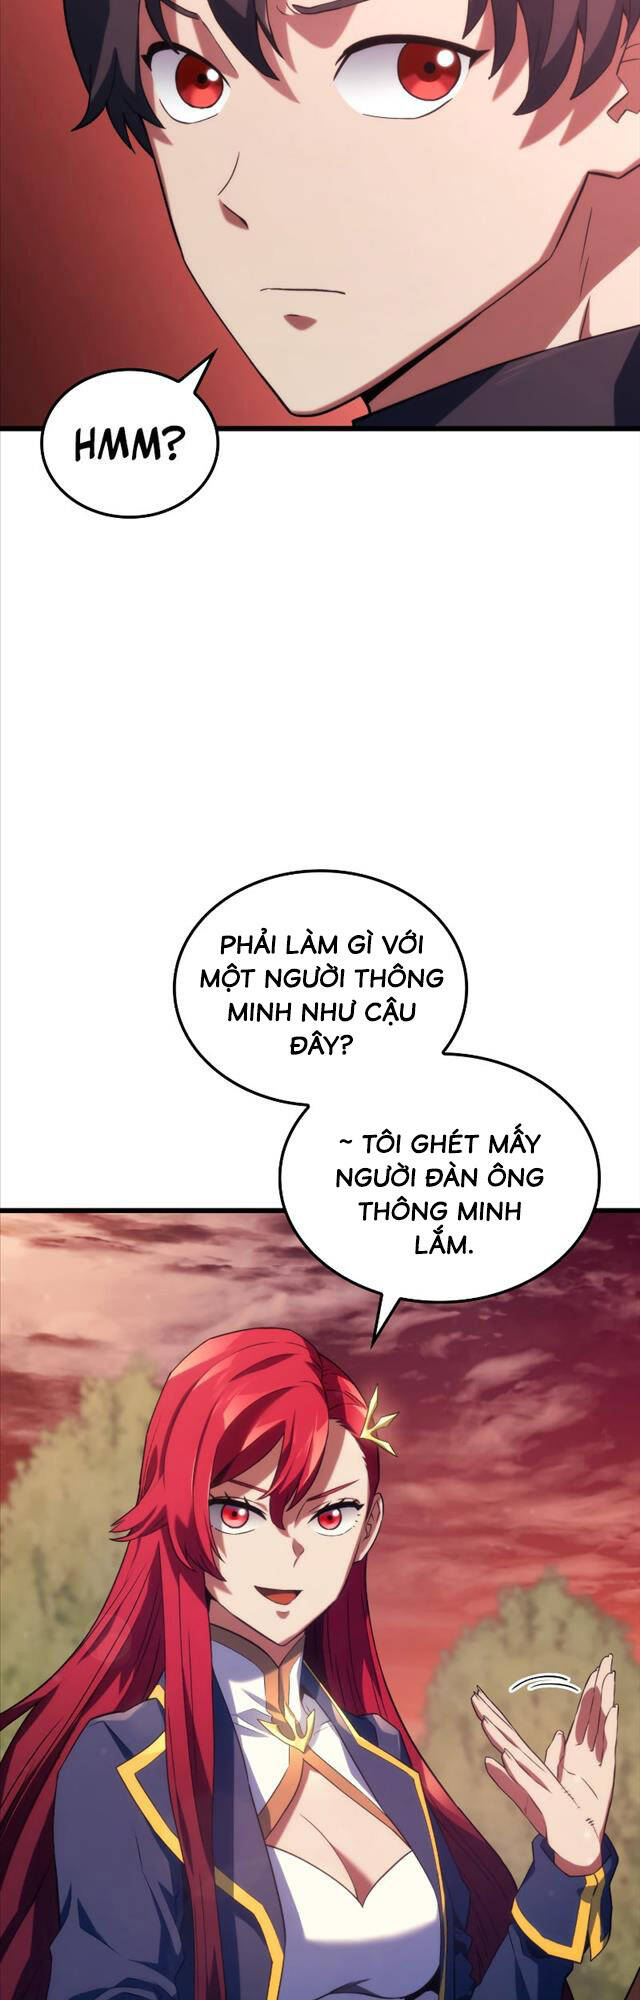 HMM?
PHẢI LÀM GÌ VỚI
MỘT NGƯỜI THÔNG
MINH NHƯ CẬU
ĐÂY?
~ TÔI GHÉT MẤY
NGƯỜI ĐÀN ÔNG
THÔNG MINH
LẮM.